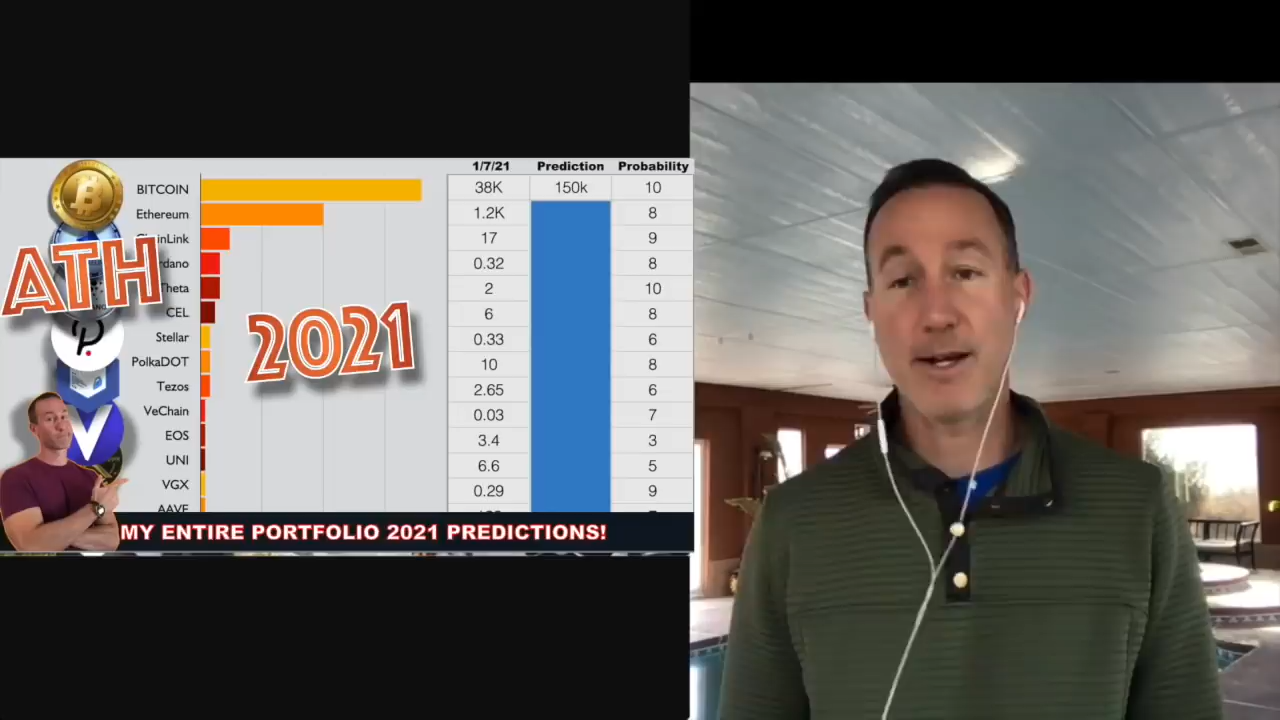 1/7/21 Prediction Probability
BITCOIN 38K 150k 10
Ethereum 1.2K 8
ChainLink 17 9
rdano 0.32 8
Theta 2 10
CEL 6 8
Stellar 0.33 6
PolkaDOT 10 8
Tezos 2.65 6
VeChain 0.03 7
EOS 3.4 3
UNI 6.6 5
VGX 0.29 9
AAVE
ATH
2021
MY ENTIRE PORTFOLIO 2021 PREDICTIONS!